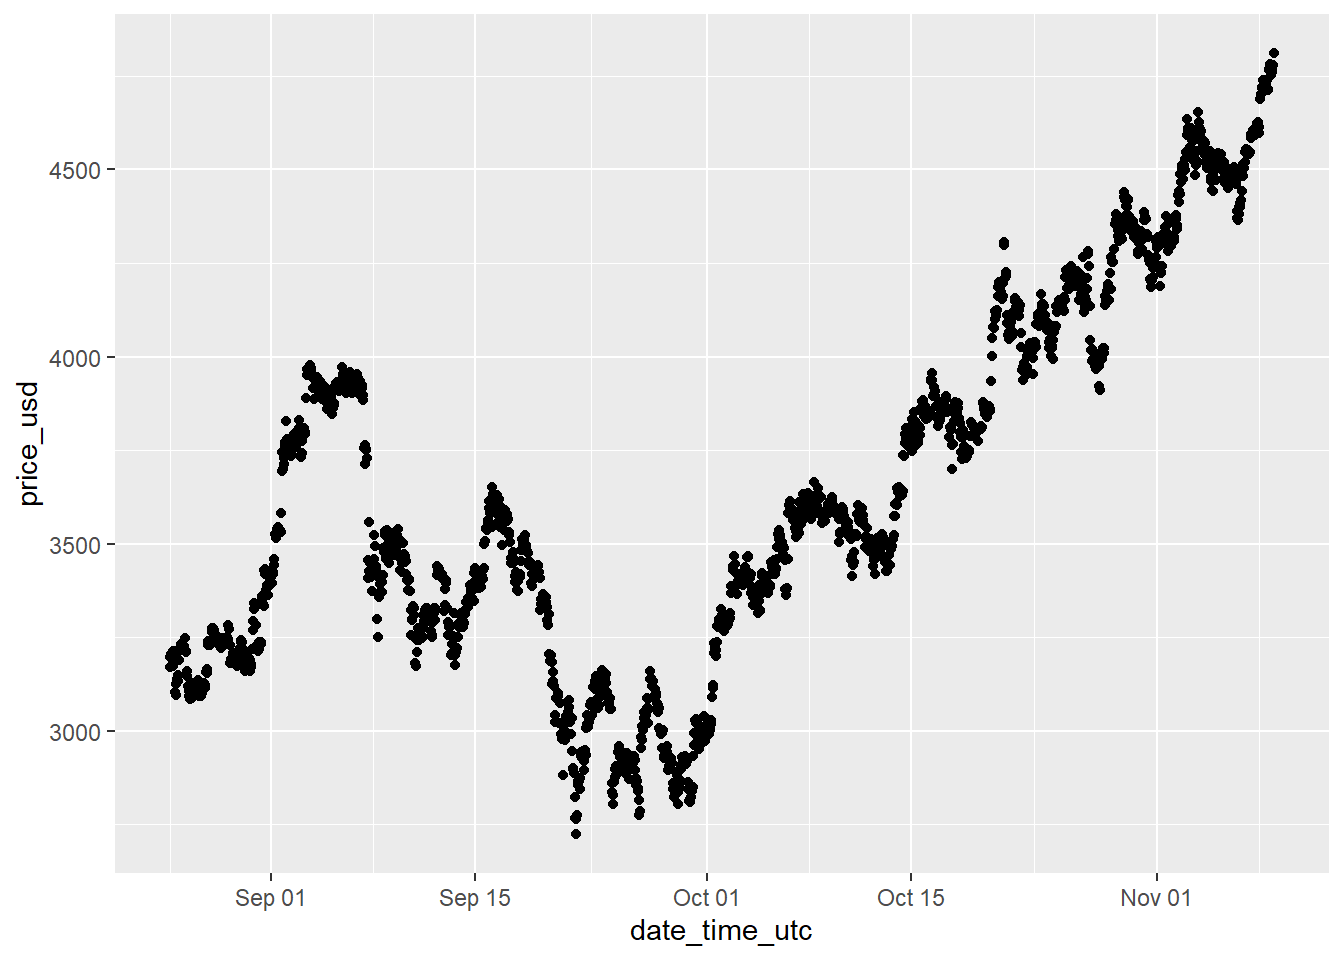 4500
4000
3500
3000
price_usd
Sep 01
Sep 15
Oct 01
Oct 15
Nov 01
date_time_utc